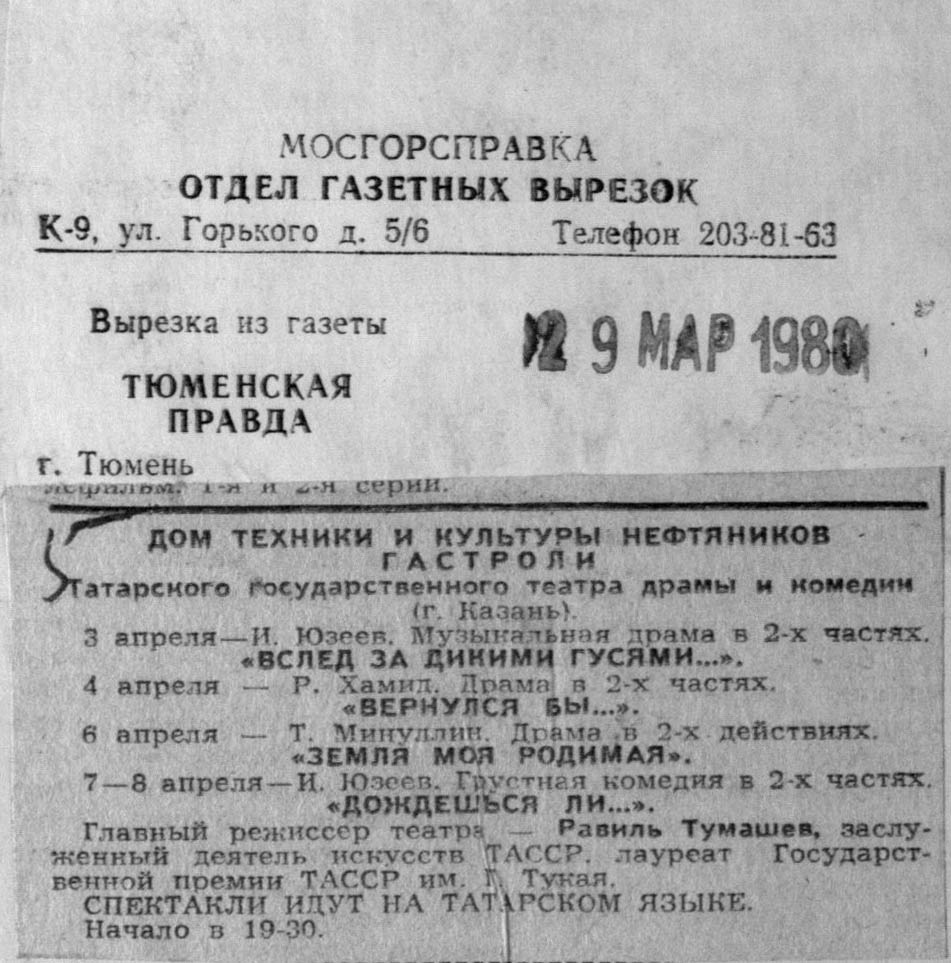 МОСГОРСПРАВКА
ОТДЕЛ ГАЗЕТНЫХ ВЫРЕЗОК
К-9, ул. Горького д. 5/6 Телефон 203-81-63
Вырезка из газеты
29 МАР 1980
ТЮМЕНСКАЯ
ПРАВДА
г. Тюмень
1-я и 2-я серии.
ДОМ ТЕХНИКИ И КУЛЬТУРЫ НЕФТЯНИКОВ
ГАСТРОЛИ
Татарского государственного театра драмы и комедии
(г. Казань).
3 апреля—И. Юзеев. Музыкальная драма в 2-х частях.
«ВСЛЕД ЗА ДИКИМИ ГУСЯМИ...».
4 апреля — Р. Хамид. Драма в 2-х частях.
«ВЕРНУЛСЯ БЫ...».
6 апреля — Т. Минуллин. Драма в 2-х действиях.
«ЗЕМЛЯ МОЯ РОДИМАЯ».
7—8 апреля—И. Юзеев. Грустная комедия в 2-х частях.
«ДОЖДЕШЬСЯ ЛИ...».
Главный режиссер театра — Равиль Тумашев, заслу-
женный деятель искусств ТАССР, лауреат Государст-
венной премии ТАССР им. Г. Тукая.
СПЕКТАКЛИ ИДУТ НА ТАТАРСКОМ ЯЗЫКЕ.
Начало в 19-30.